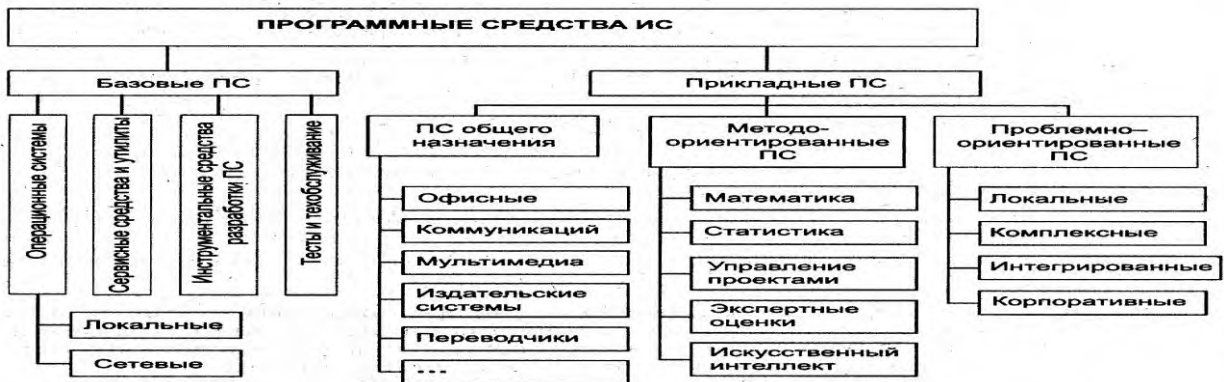 ПРОГРАММНЫЕ СРЕДСТВА ИС
Базовые ПС
Прикладные ПС
Операционные системы
Сервисные средства и утилиты
Инструментальные средства
разработки ПС
Тесты и техобслуживание
Локальные
Сетевые
ПС общего
назначения
Офисные
Коммуникаций
Мультимедиа
Издательские
системы
Переводчики
...
Методо-
ориентированные
ПС
Математика
Статистика
Управление
проектами
Экспертные
оценки
Искусственный
интеллект
Проблемно–
ориентированные
ПС
Локальные
Комплексные
Интегрированные
Корпоративные